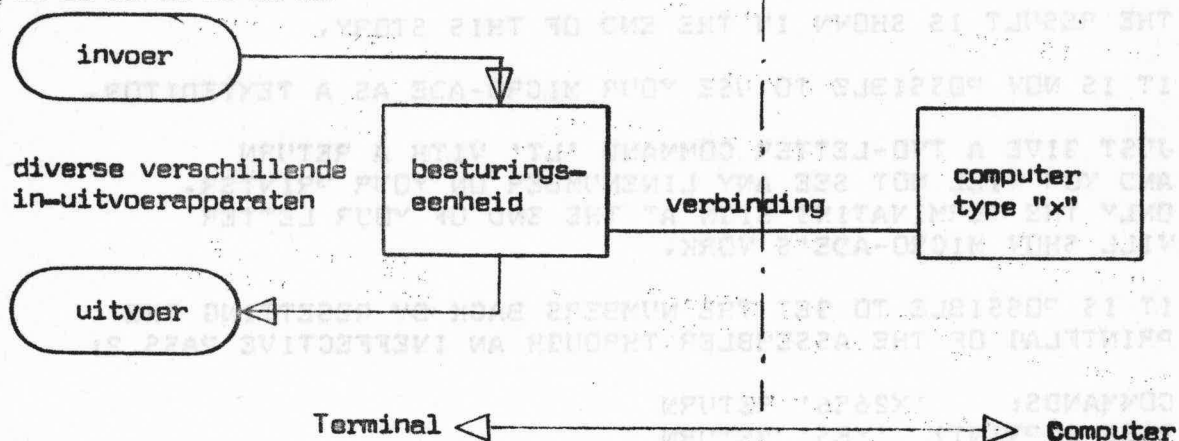 invoer
diverse verschillende
in-uitvoerapparaten
besturings-
eenheid
verbinding
computer
type "x"
uitvoer
Terminal
Computer